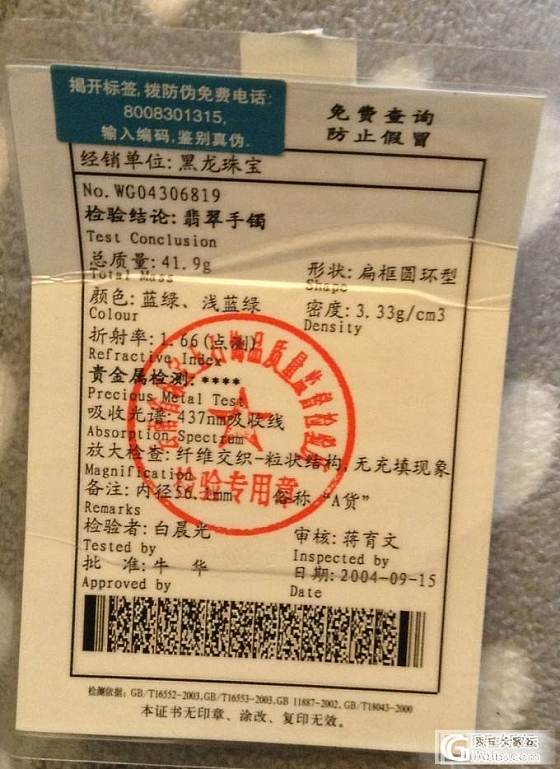 揭开标签,拨防伪免费电话:
8008301315,
输入编码,鉴别真伪.
免费查询
防止假冒
经销单位:黑龙珠宝
No.WG04306819
检验结论:翡翠手镯
Test Conclusion
总质量:41.9g
Total Mass
形状:扁框圆环型
Shape
颜色:蓝绿、浅蓝绿
Colour
密度:3.33g/cm3
Density
折射率:1.66(点测)
Refractive Index
贵金属检测:****
Precious Metal Test
吸收光谱:437nm吸收线
Absorption Spectrum
放大检查:纤维交织-粒状结构,无充填现象
Magnification
备注:内径56.1mm 俗称“A货”
Remarks
检验者:白晨光
Tested by
审核:蒋育文
Inspected by
批 准:牛 华
Approved by
日期:2004-09-15
Date
品质量监督检
检验专用章
检测依据:GB/T16552-2003,GB/T16553-2003,GB 11887-2002,GB/T18043-2000
本证书无印章、涂改、复印无效。